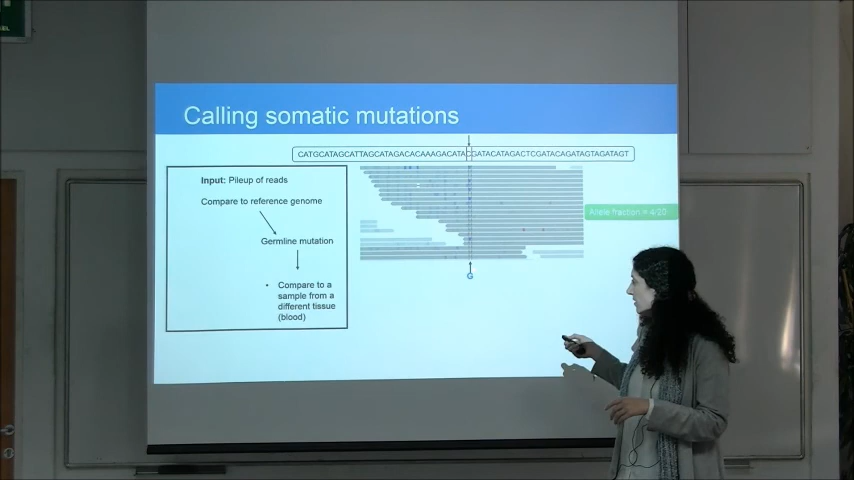 Calling somatic mutations
CATGCATAGCATTAGCATAGACACAAAGACATACGATACATAGACTCGATACAGATAGTAGATAGT
Input: Pileup of reads
Compare to reference genome
Allele fraction = 4/20
Germline mutation
G
• Compare to a
sample from a
different tissue
(blood)